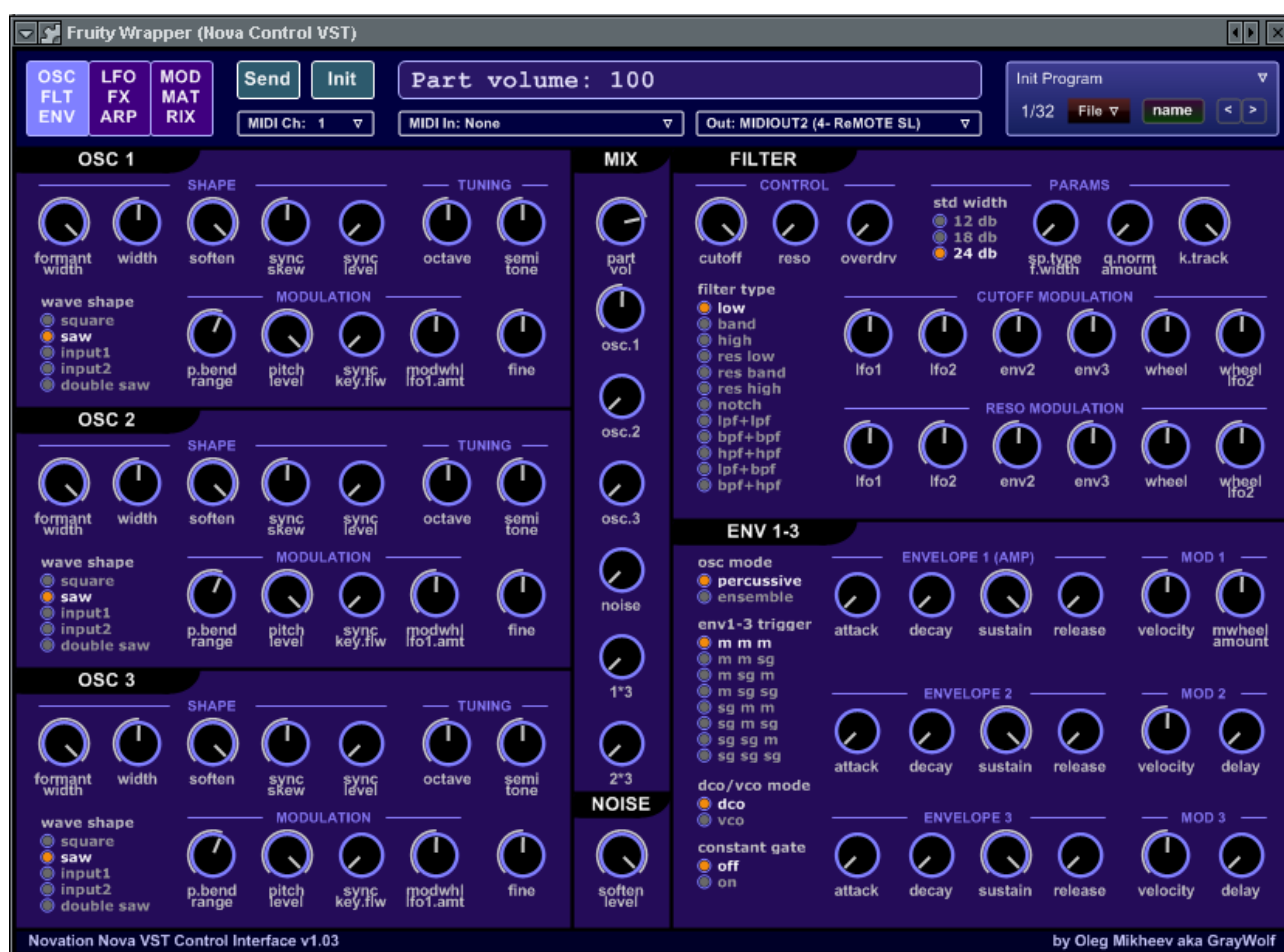 Fruity Wrapper (Nova Control VST)
OSC FLT ENV
LFO FX ARP
MOD MAT RIX
Send
Init
Part volume: 100
Init Program
1/32
File
name
<
>
MIDI Ch: 1
MIDI In: None
Out: MIDIOUT2 (4- ReMOTE SL)
OSC 1
SHAPE
TUNING
formant width
width
soften
sync skew
sync level
octave
semi tone
wave shape
square
saw
input1
input2
double saw
MODULATION
p.bend range
pitch level
sync key.flw
modwhl lfo1.amt
fine
OSC 2
SHAPE
TUNING
formant width
width
soften
sync skew
sync level
octave
semi tone
wave shape
square
saw
input1
input2
double saw
MODULATION
p.bend range
pitch level
sync key.flw
modwhl lfo1.amt
fine
OSC 3
SHAPE
TUNING
formant width
width
soften
sync skew
sync level
octave
semi tone
wave shape
square
saw
input1
input2
double saw
MODULATION
p.bend range
pitch level
sync key.flw
modwhl lfo1.amt
fine
MIX
part vol
osc.1
osc.2
osc.3
noise
1*3
2*3
NOISE
soften level
FILTER
CONTROL
cutoff
reso
overdrv
std width
12 db
18 db
24 db
PARAMS
sp.type f.width
q.norm amount
k.track
filter type
low
band
high
res low
res band
res high
notch
lpf+lpf
bpf+bpf
hpf+hpf
lpf+bpf
bpf+hpf
CUTOFF MODULATION
lfo1
lfo2
env2
env3
wheel
wheel lfo2
RESO MODULATION
lfo1
lfo2
env2
env3
wheel
wheel lfo2
ENV 1-3
osc mode
percussive
ensemble
env1-3 trigger
m m m
m m sg
m sg m
m sg sg
sg m m
sg m sg
sg sg m
sg sg sg
dco/vco mode
dco
vco
constant gate
off
on
ENVELOPE 1 (AMP)
MOD 1
attack
decay
sustain
release
velocity
mwheel amount
ENVELOPE 2
MOD 2
attack
decay
sustain
release
velocity
delay
ENVELOPE 3
MOD 3
attack
decay
sustain
release
velocity
delay
Novation Nova VST Control Interface v1.03
by Oleg Mikheev aka GrayWolf